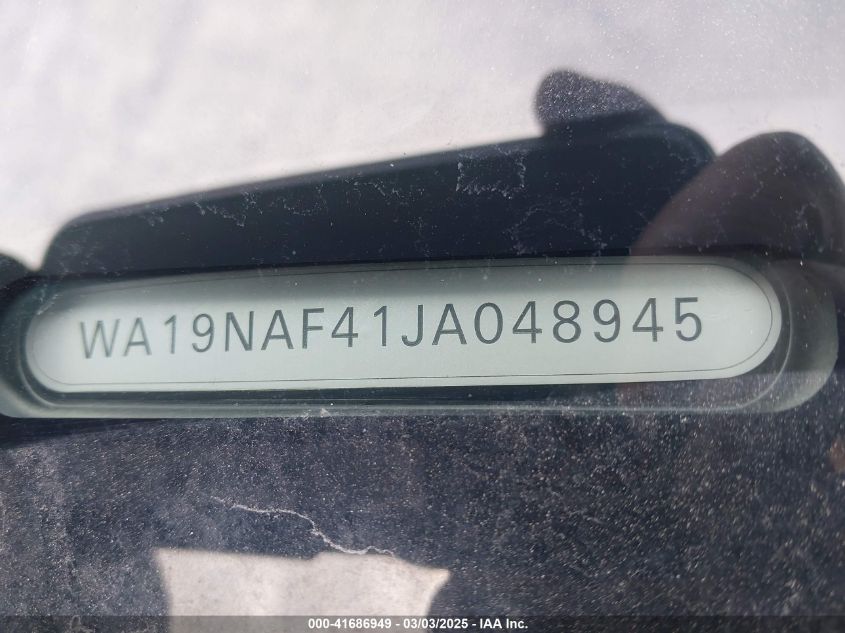 WA19NAF41JA048945
000-41686949 — 03/03/2025 — IAA Inc.